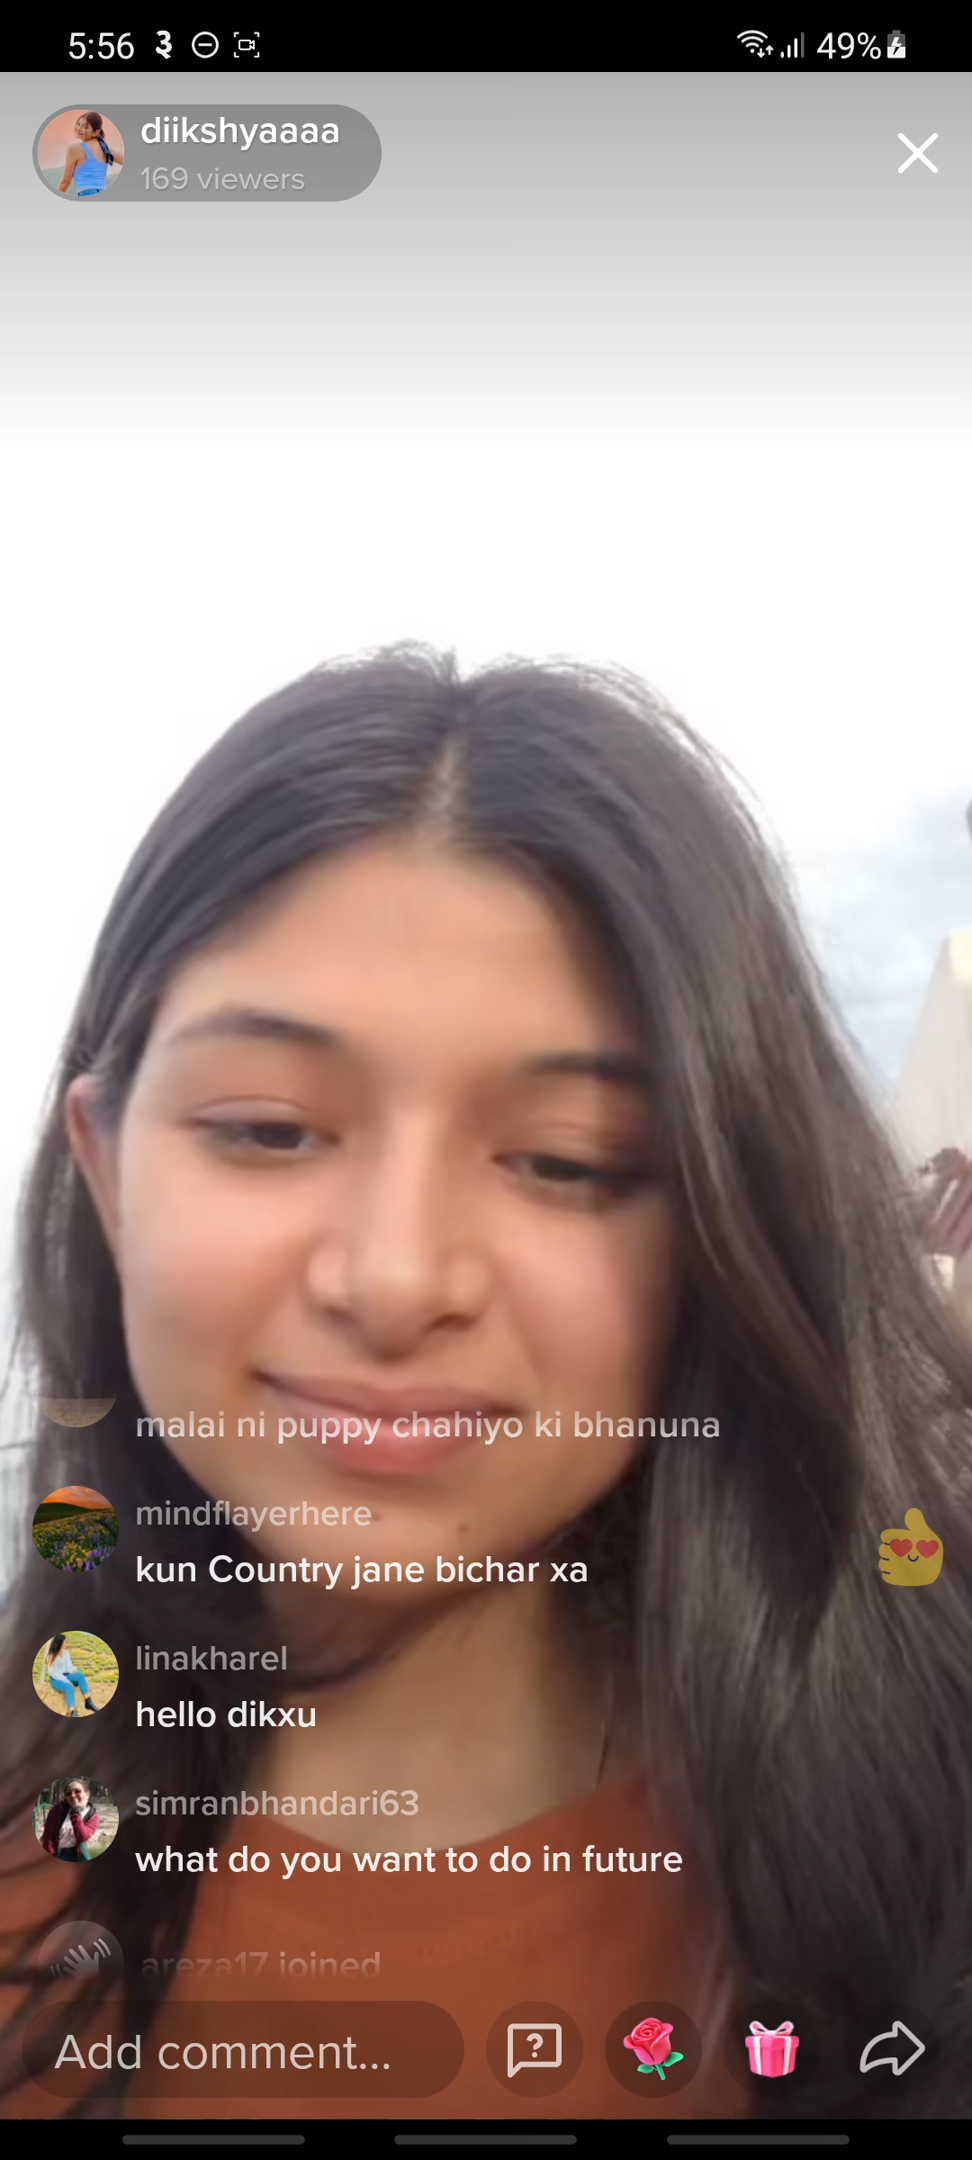 5:56
49%
diikshyaaaa
169 viewers
malai ni puppy chahiyo ki bhanuna
mindflayerhere
kun Country jane bichar xa
linakharel
hello dikxu
simranbhandari63
what do you want to do in future
areza17 joined
Add comment...